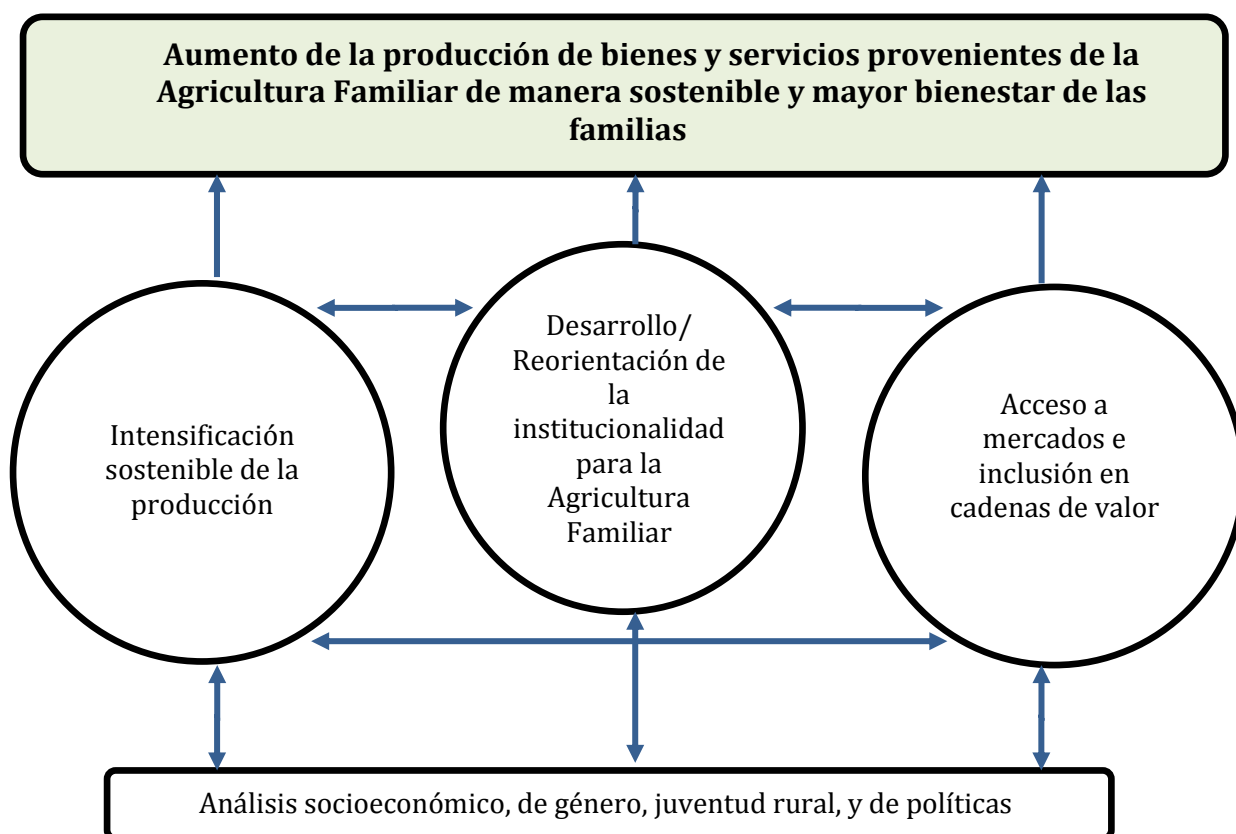 Aumento de la producción de bienes y servicios provenientes de la
Agricultura Familiar de manera sostenible y mayor bienestar de las
familias
Intensificación
sostenible de la
producción
Desarrollo/
Reorientación de
la
institucionalidad
para la
Agricultura
Familiar
Acceso a
mercados e
inclusión en
cadenas de valor
Análisis socioeconómico, de género, juventud rural, y de políticas